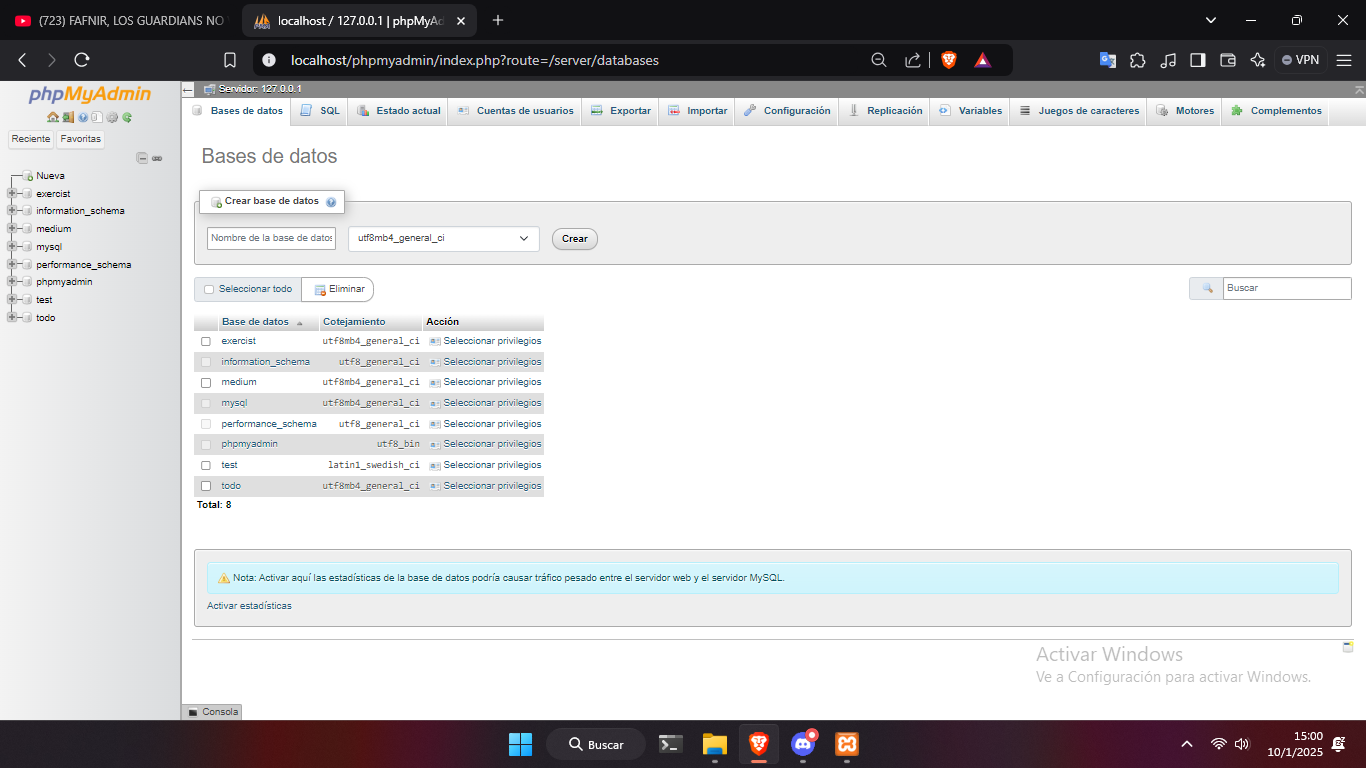 (723) FAFNIR, LOS GUARDIANS NO
localhost / 127.0.0.1 | phpMyAd
localhost/phpmyadmin/index.php?route=/server/databases
VPN
phpMyAdmin
Reciente
Favoritas
Nueva
exercist
information_schema
medium
mysql
performance_schema
phpmyadmin
test
todo
Servidor: 127.0.0.1
Bases de datos
SQL
Estado actual
Cuentas de usuarios
Exportar
Importar
Configuración
Replicación
Variables
Juegos de caracteres
Motores
Complementos
Bases de datos
Crear base de datos
Nombre de la base de datos
utf8mb4_general_ci
Crear
Seleccionar todo
Eliminar
Buscar
Base de datos Cotejamiento Acción
exercist utf8mb4_general_ci Seleccionar privilegios
information_schema utf8_general_ci Seleccionar privilegios
medium utf8mb4_general_ci Seleccionar privilegios
mysql utf8mb4_general_ci Seleccionar privilegios
performance_schema utf8_general_ci Seleccionar privilegios
phpmyadmin utf8_bin Seleccionar privilegios
test latin1_swedish_ci Seleccionar privilegios
todo utf8mb4_general_ci Seleccionar privilegios
Total: 8
Nota: Activar aquí las estadísticas de la base de datos podría causar tráfico pesado entre el servidor web y el servidor MySQL.
Activar estadísticas
Activar Windows
Ve a Configuración para activar Windows.
Consola
Buscar
15:00
10/1/2025